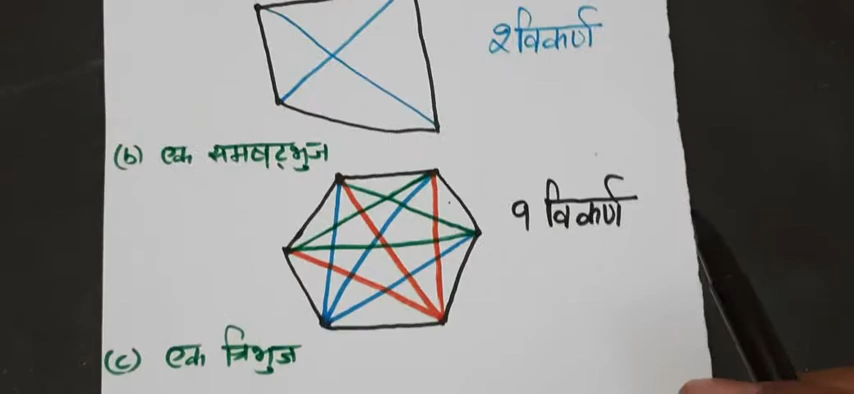 2 विकर्ण
(b) एक समषट्भुज
9 विकर्ण
(c) एक त्रिभुज